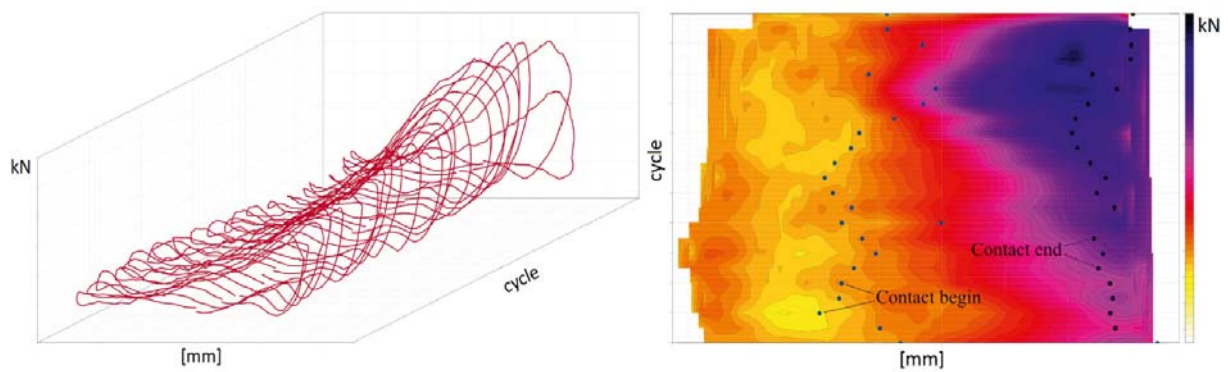 kN
cycle
[mm]
kN
cycle
Contact end
Contact begin
[mm]